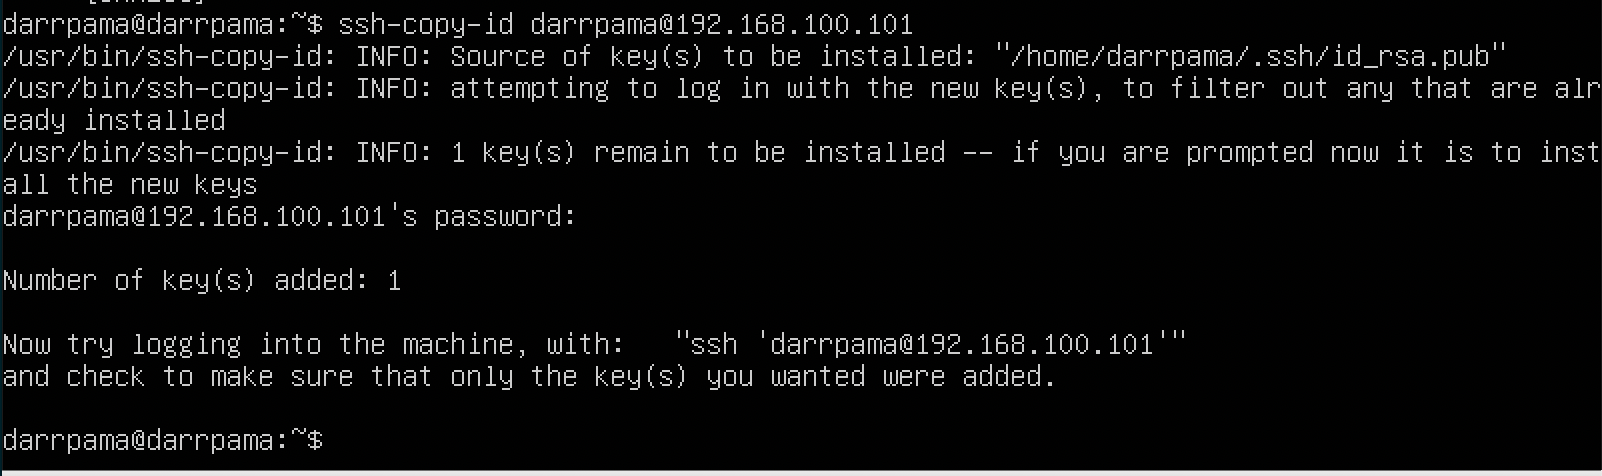 darrpama@darrpama:~$ ssh-copy-id darrpama@192.168.100.101
/usr/bin/ssh-copy-id: INFO: Source of key(s) to be installed: "/home/darrpama/.ssh/id_rsa.pub"
/usr/bin/ssh-copy-id: INFO: attempting to log in with the new key(s), to filter out any that are alr
eady installed
/usr/bin/ssh-copy-id: INFO: 1 key(s) remain to be installed -- if you are prompted now it is to inst
all the new keys
darrpama@192.168.100.101's password:
Number of key(s) added: 1
Now try logging into the machine, with:   "ssh 'darrpama@192.168.100.101'"
and check to make sure that only the key(s) you wanted were added.
darrpama@darrpama:~$